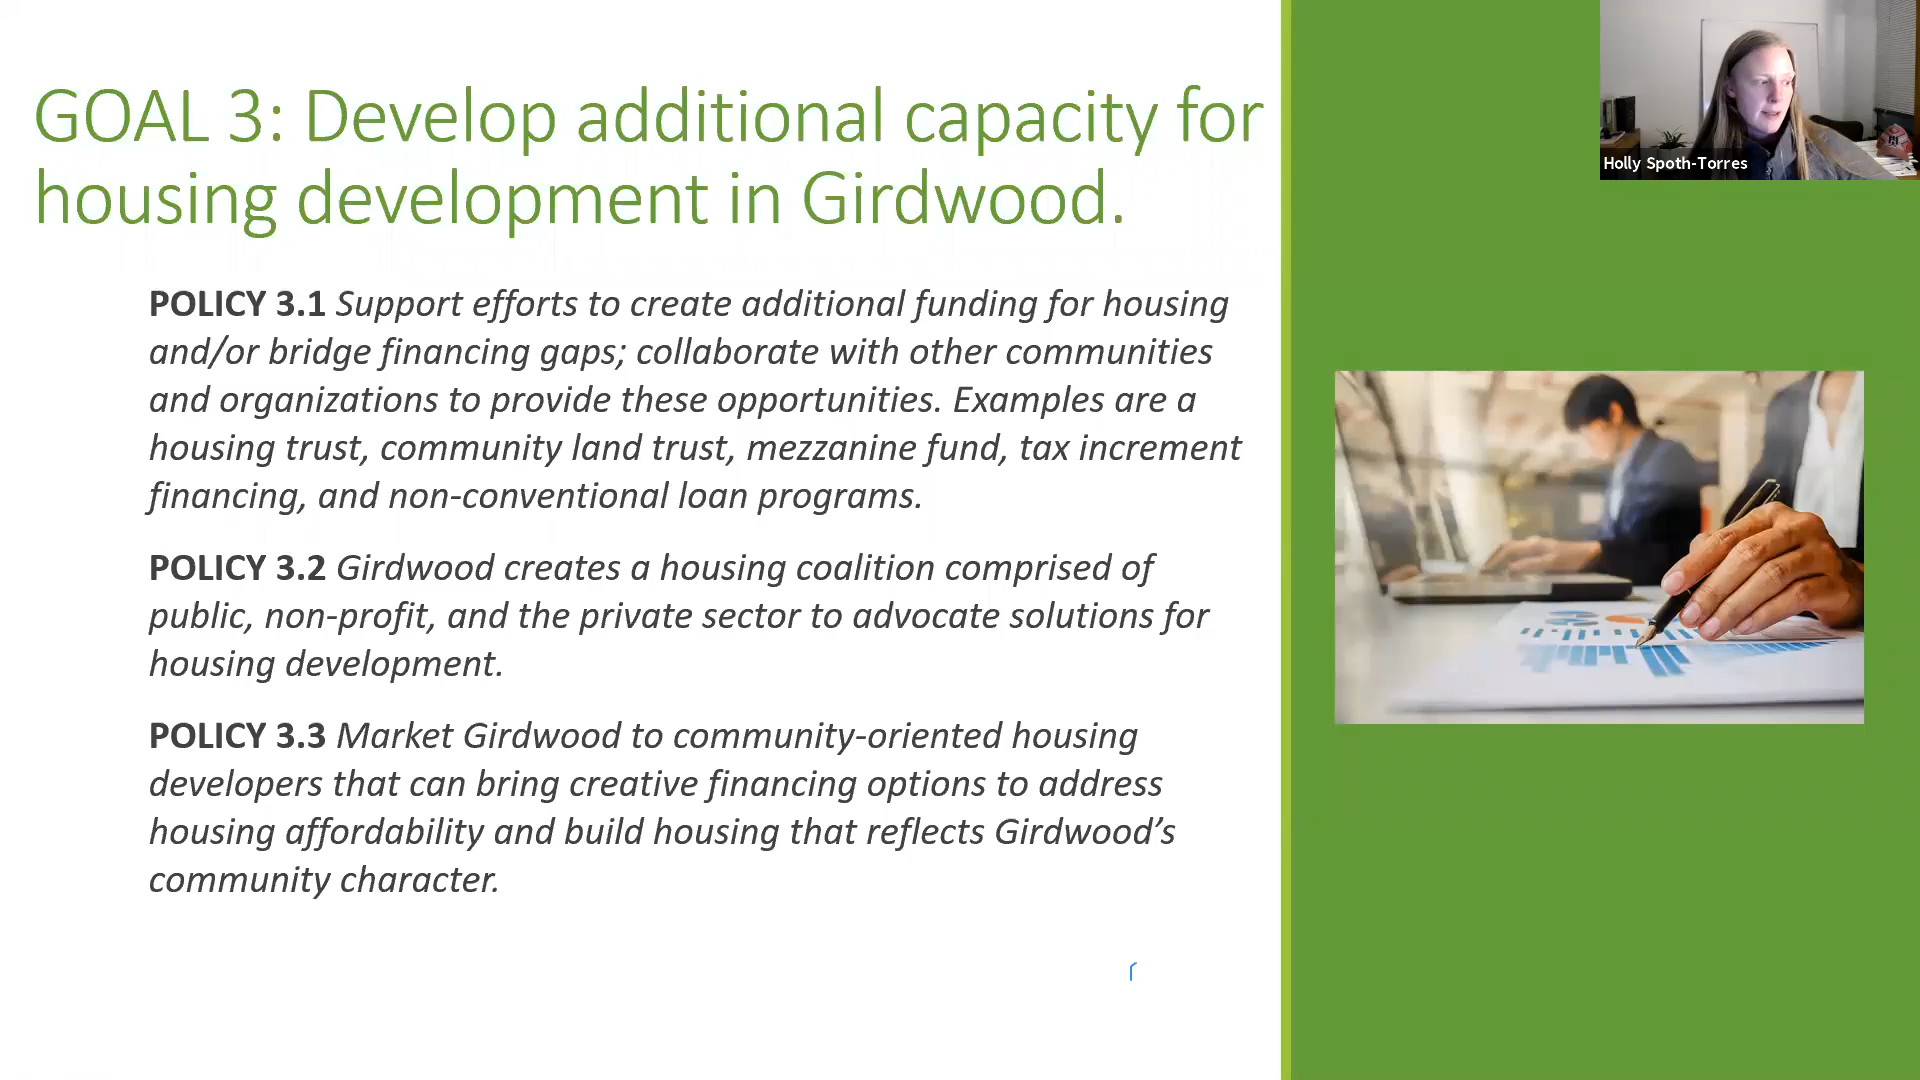 GOAL 3: Develop additional capacity for
housing development in Girdwood.
POLICY 3.1 Support efforts to create additional funding for housing
and/or bridge financing gaps; collaborate with other communities
and organizations to provide these opportunities. Examples are a
housing trust, community land trust, mezzanine fund, tax increment
financing, and non-conventional loan programs.
POLICY 3.2 Girdwood creates a housing coalition comprised of
public, non-profit, and the private sector to advocate solutions for
housing development.
POLICY 3.3 Market Girdwood to community-oriented housing
developers that can bring creative financing options to address
housing affordability and build housing that reflects Girdwood’s
community character.
Holly Spoth-Torres